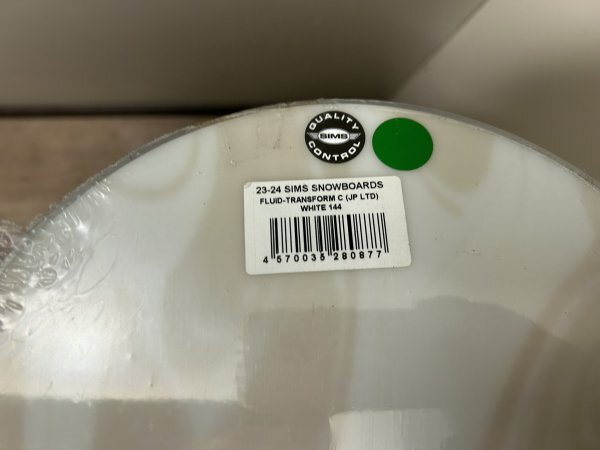 QUALITY
SIMS
CONTROL
23-24 SIMS SNOWBOARDS
FLUID-TRANSFORM C (JP LTD)
WHITE 144
4 570035 280877